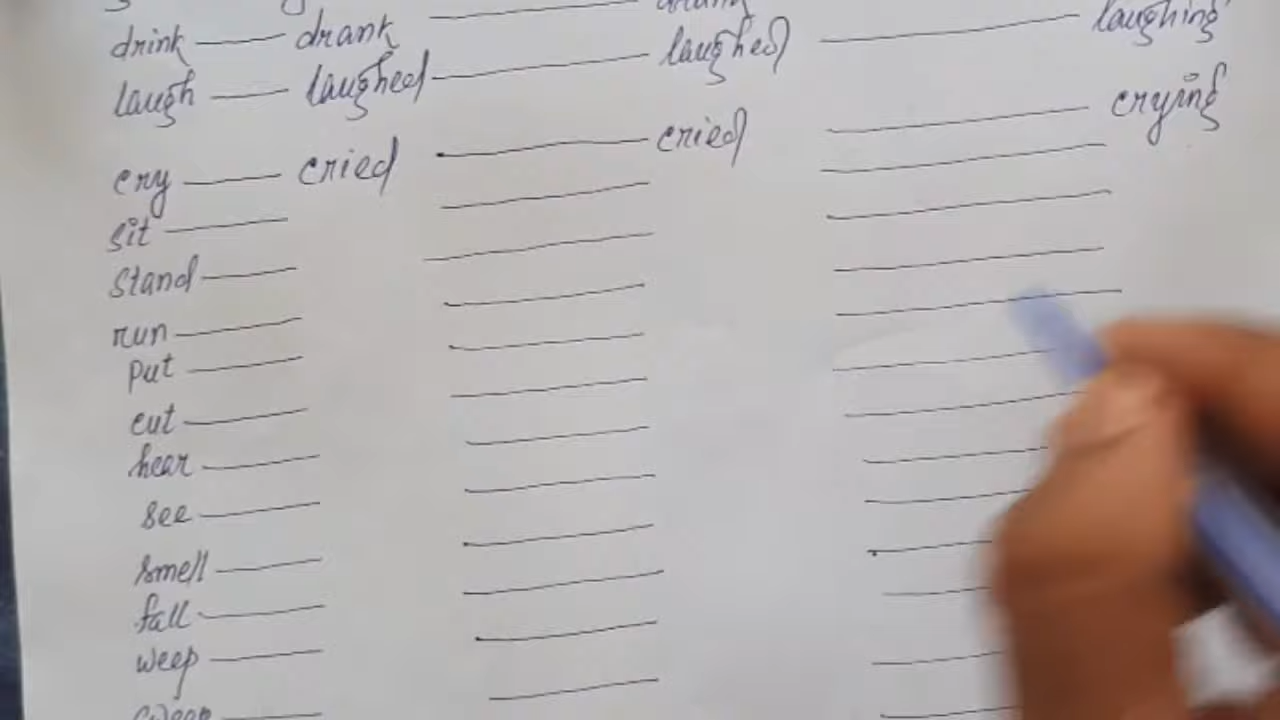 drink drank
laugh laughed laughed laughing
cry cried cried crying
sit
stand
run
put
cut
hear
see
smell
fall
weep